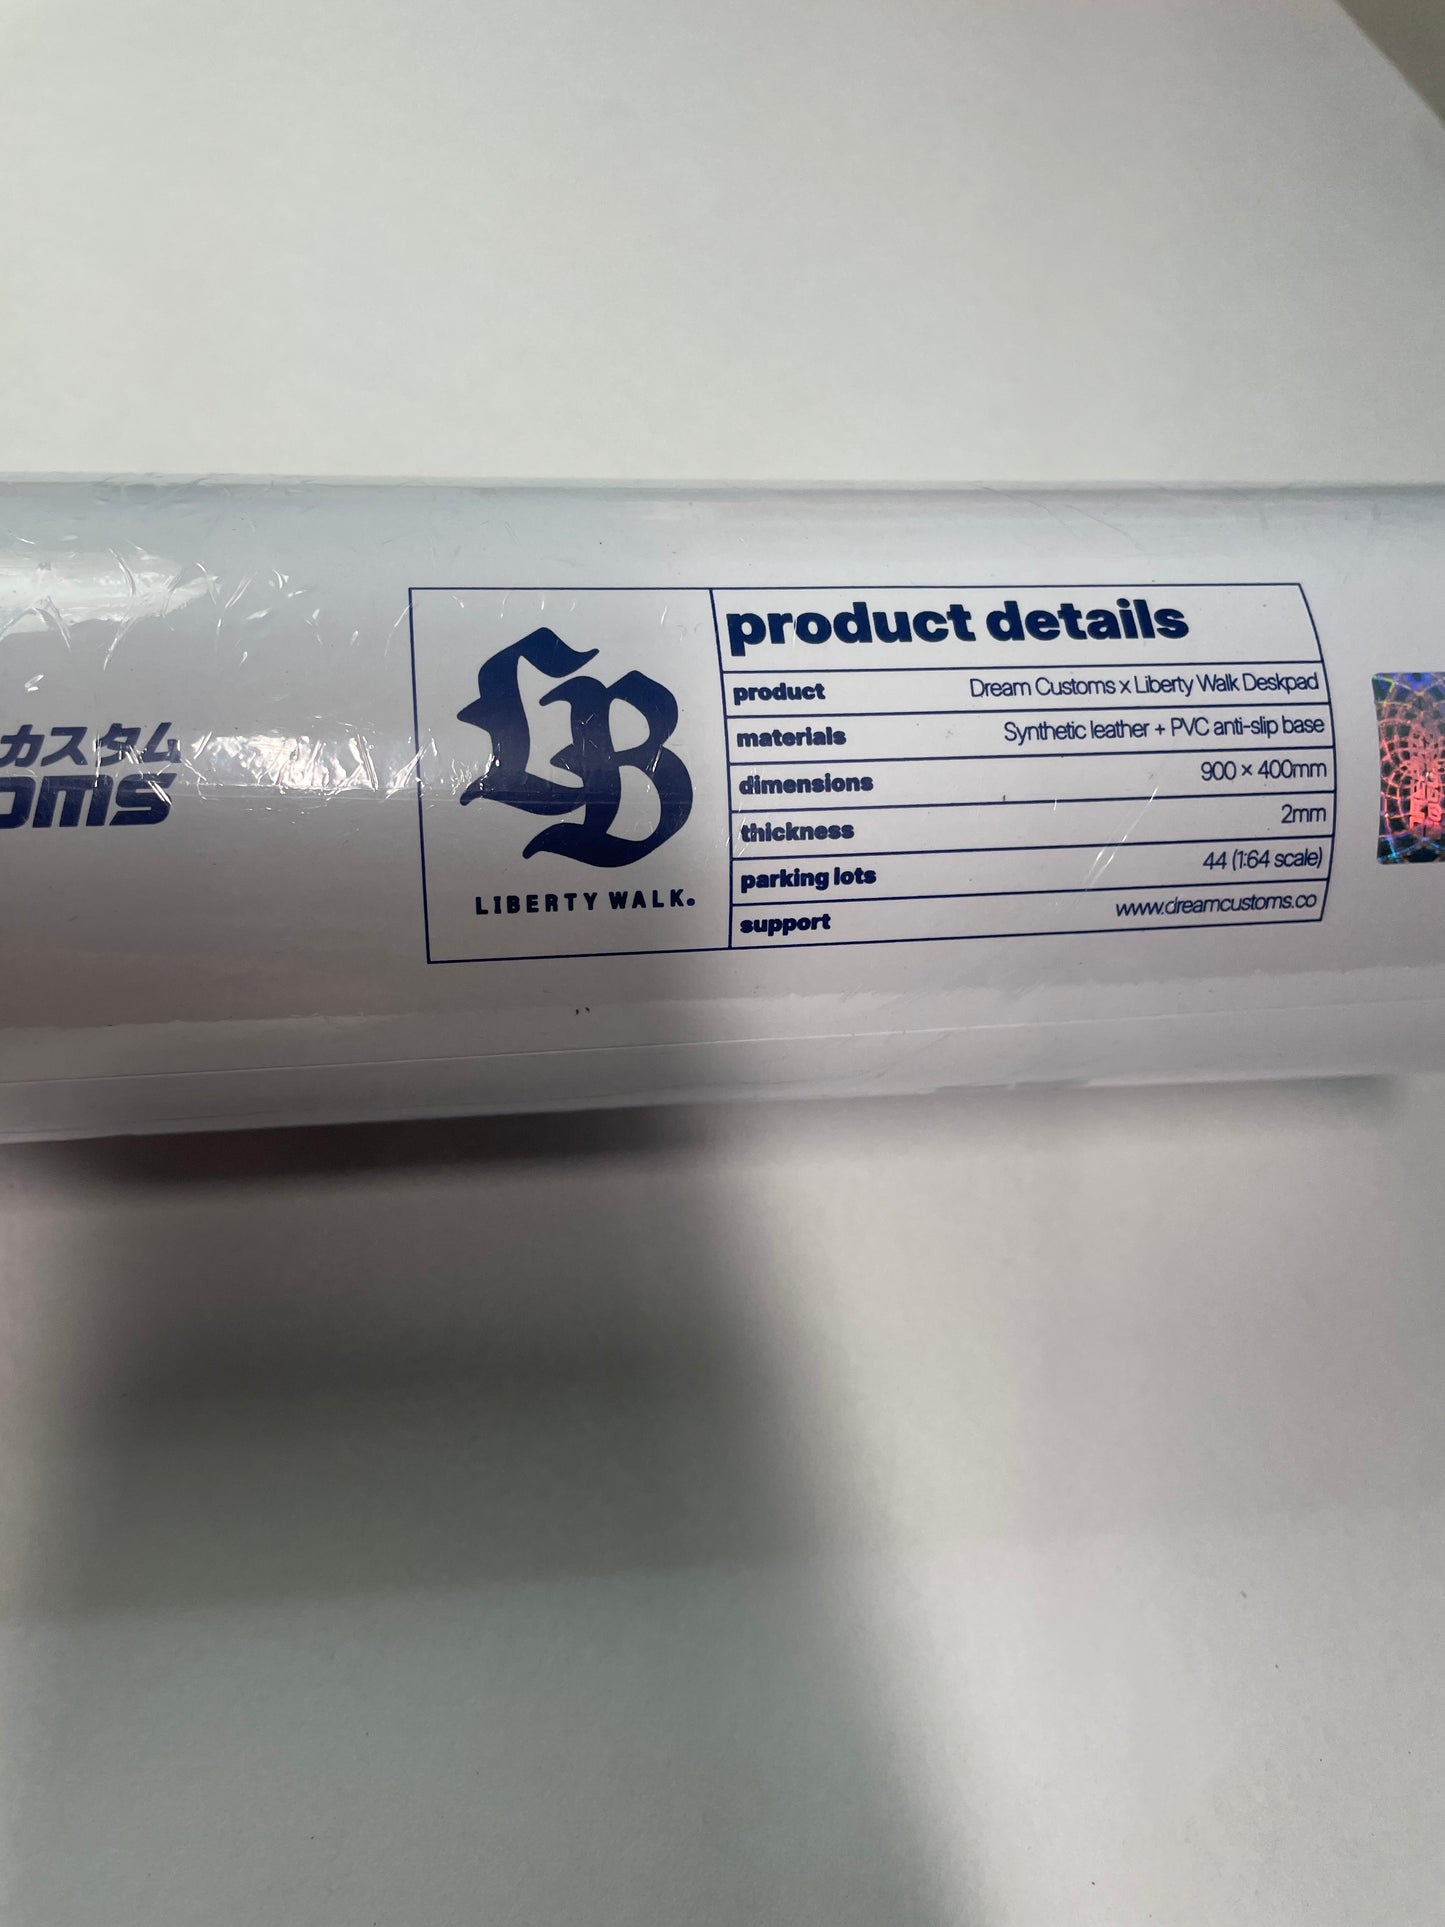 カスタム
oms
LB
LIBERTY WALK.
product details
product Dream Customs x Liberty Walk Deskpad
materials Synthetic leather + PVC anti-slip base
dimensions 900 × 400mm
thickness 2mm
parking lots 44 (1:64 scale)
support www.dreamcustoms.co